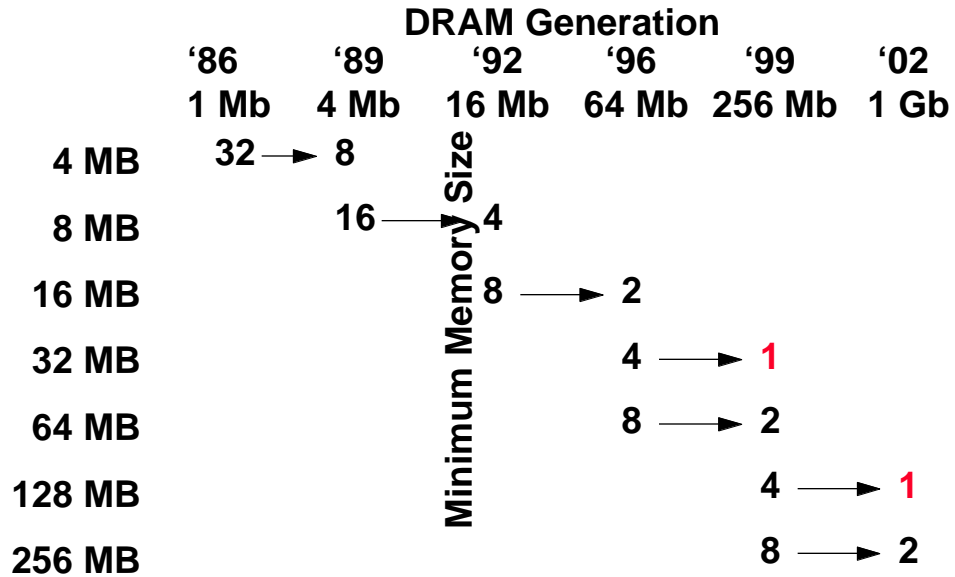 DRAM Generation
‘86 ‘89 ‘92 ‘96 ‘99 ‘02
1 Mb 4 Mb 16 Mb 64 Mb 256 Mb 1 Gb
Minimum Memory Size
4 MB 32 8
8 MB 16 4
16 MB 8 2
32 MB 4 1
64 MB 8 2
128 MB 4 1
256 MB 8 2